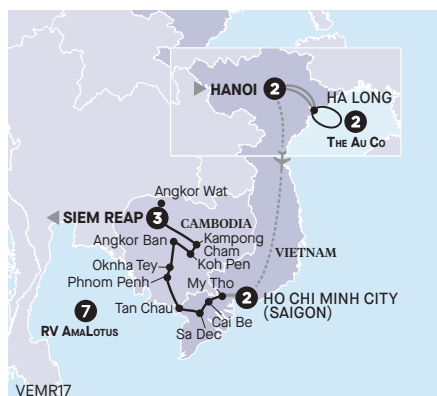 HANOI 2
HA LONG
2
THE AU CO
Angkor Wat
SIEM REAP 3
CAMBODIA
Angkor Ban
Kampong
Cham
Koh Pen
Oknha Tey
Phnom Penh
VIETNAM
My Tho
7
RV AMALOTUS
Tan Chau
2 HO CHI MINH CITY
(SAIGON)
Cai Be
Sa Dec
VEMR17